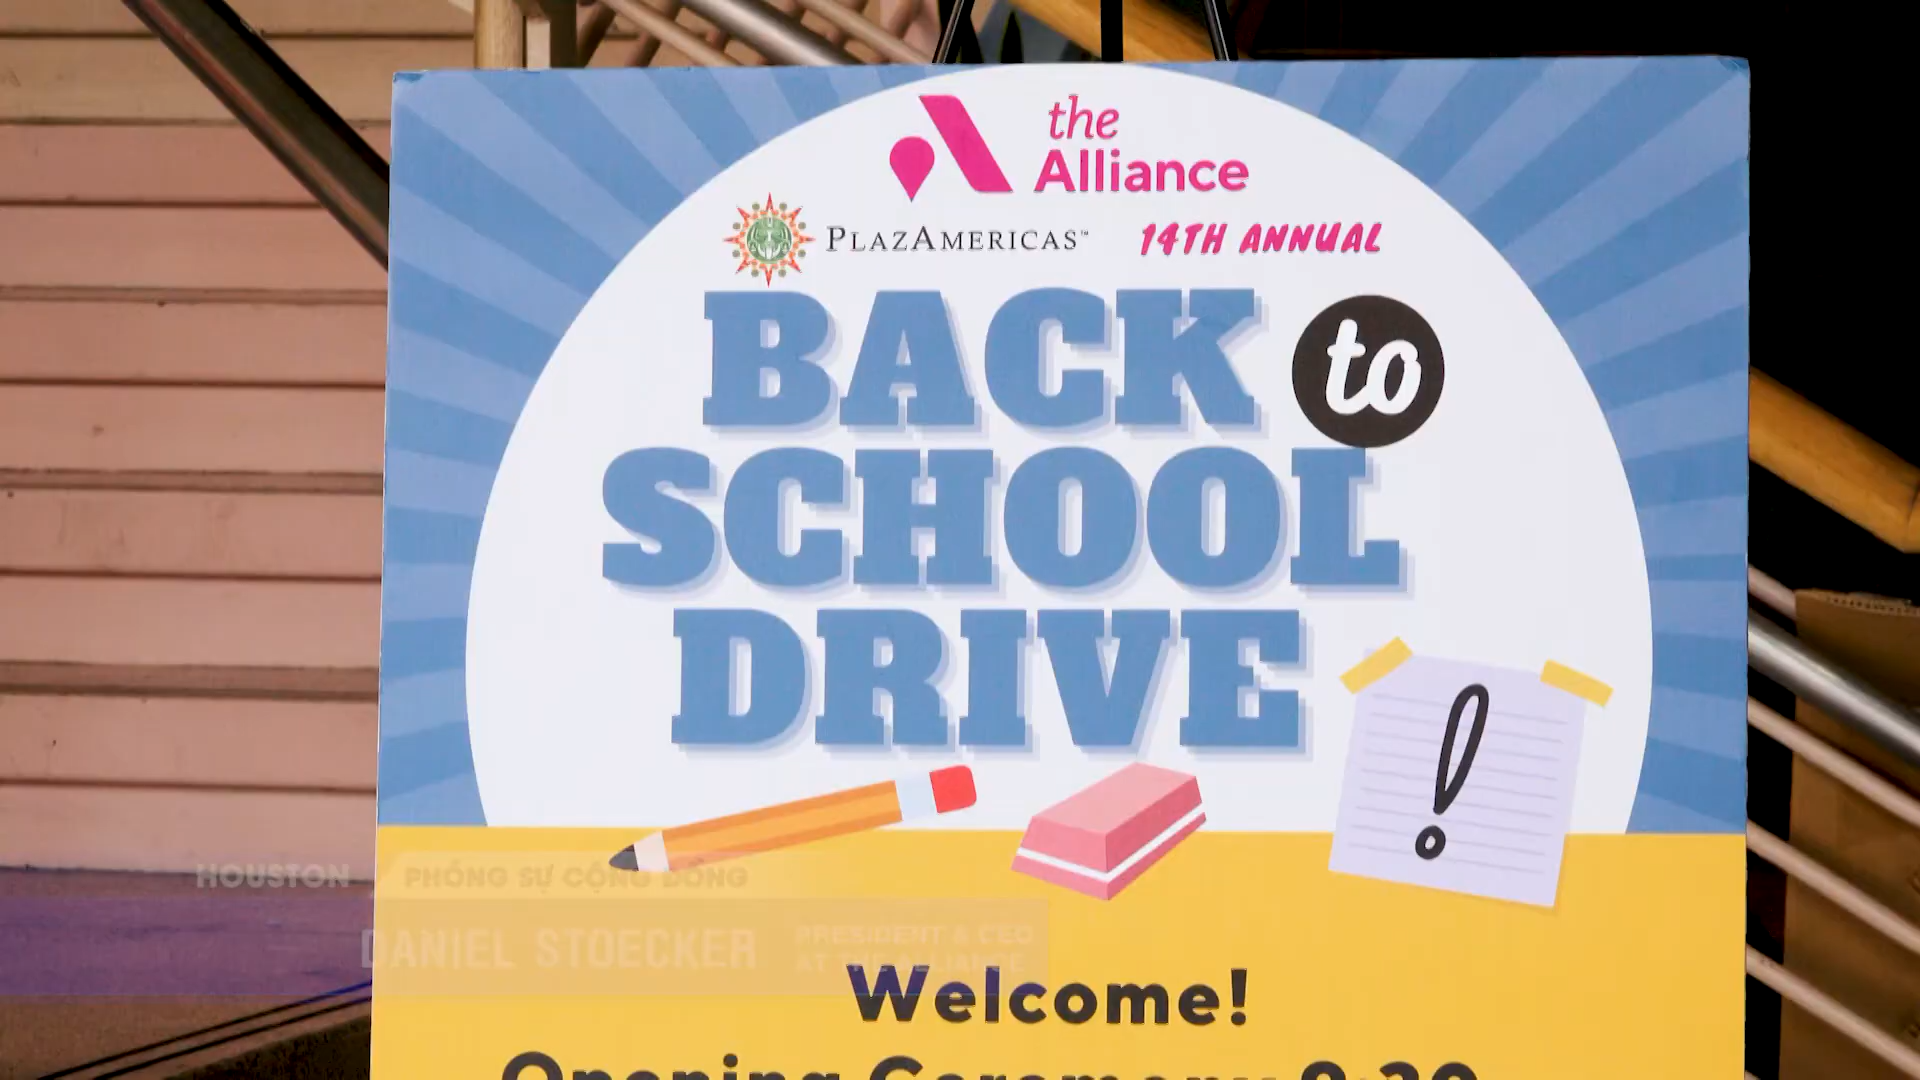 the
Alliance
PLAZAMERICAS™ 14TH ANNUAL
BACK to
SCHOOL
DRIVE
!
HOUSTON PHÓNG SỰ CỘNG ĐỒNG
DANIEL STOECKER
PRESIDENT & CEO
AT THE ALLIANCE
Welcome!
Opening Ceremony